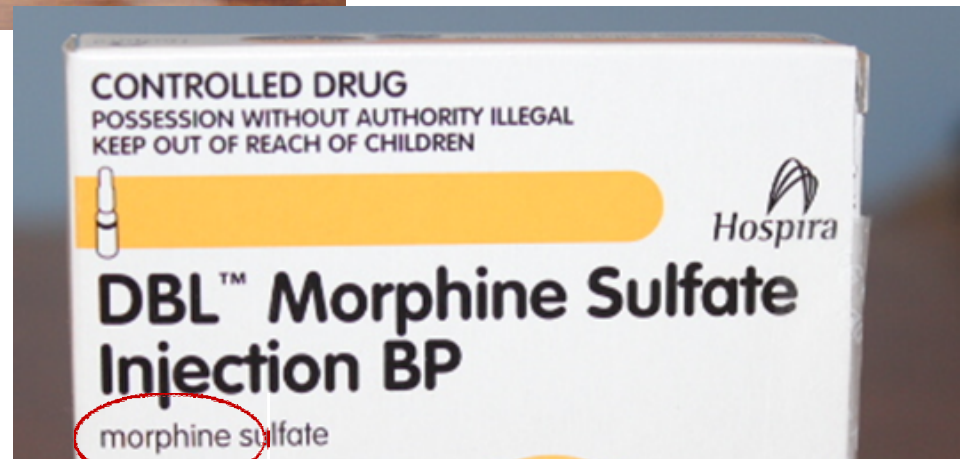 CONTROLLED DRUG
POSSESSION WITHOUT AUTHORITY ILLEGAL
KEEP OUT OF REACH OF CHILDREN
Hospira
DBL™ Morphine Sulfate
Injection BP
morphine sulfate